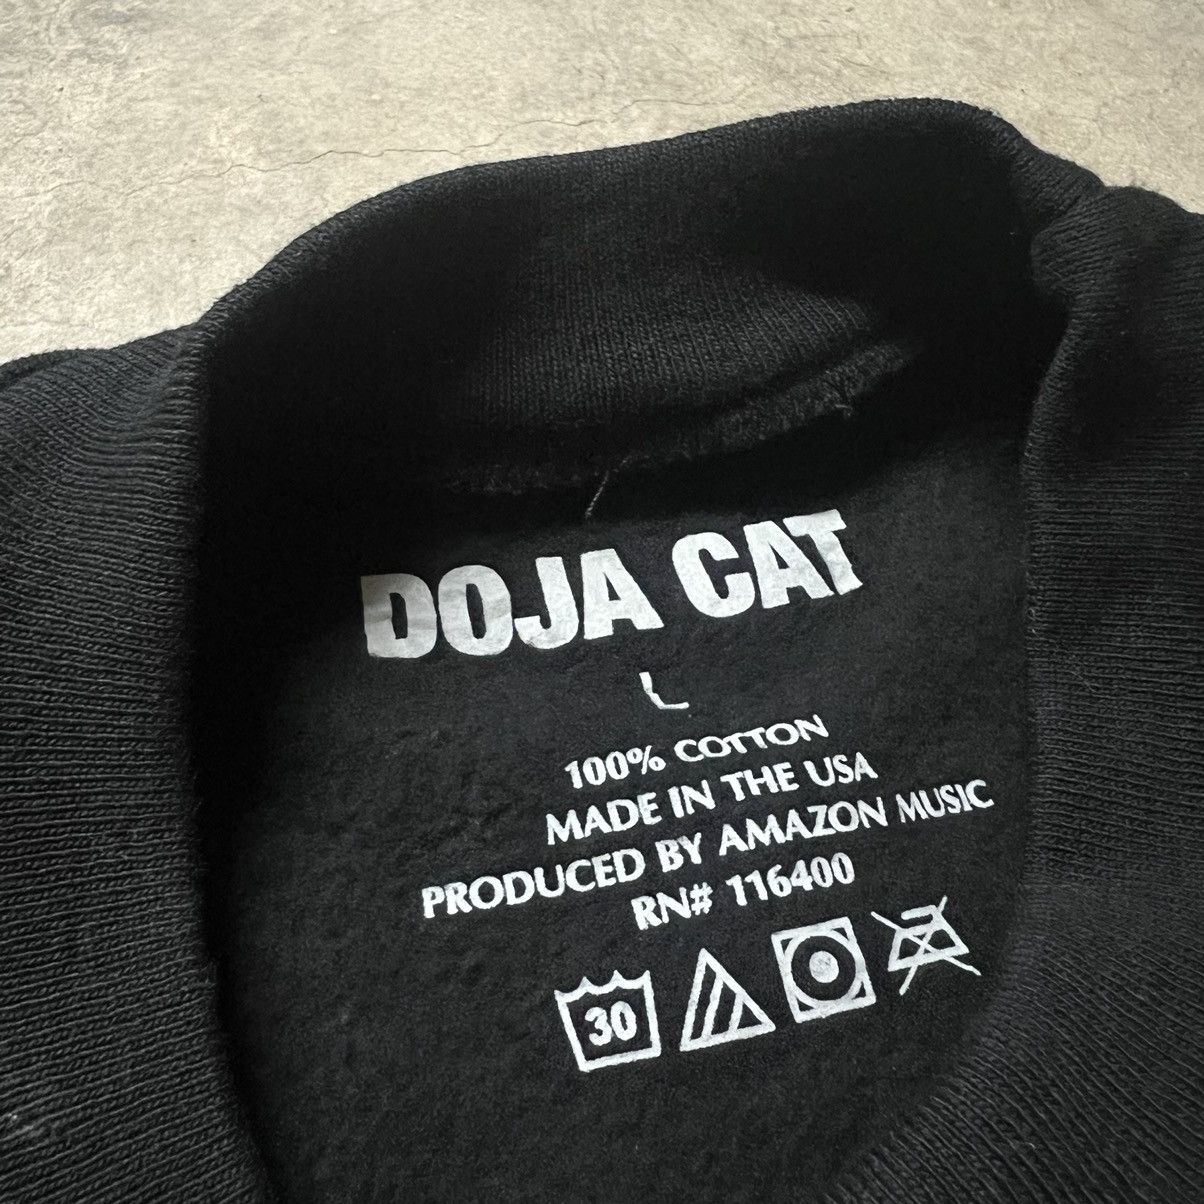 DOJA CAT
L
100% COTTON
MADE IN THE USA
PRODUCED BY AMAZON MUSIC
RN# 116400
30